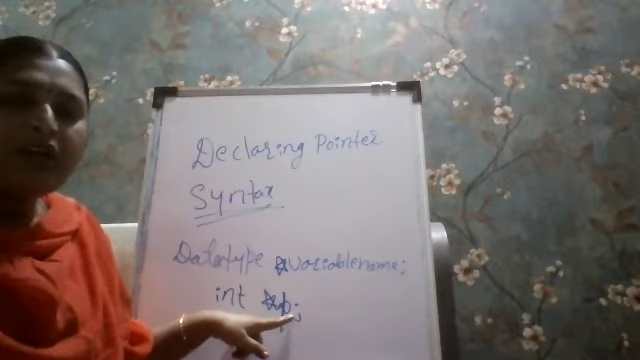 Declaring Pointer
Syntax
Datatype *variablename;
int *p;